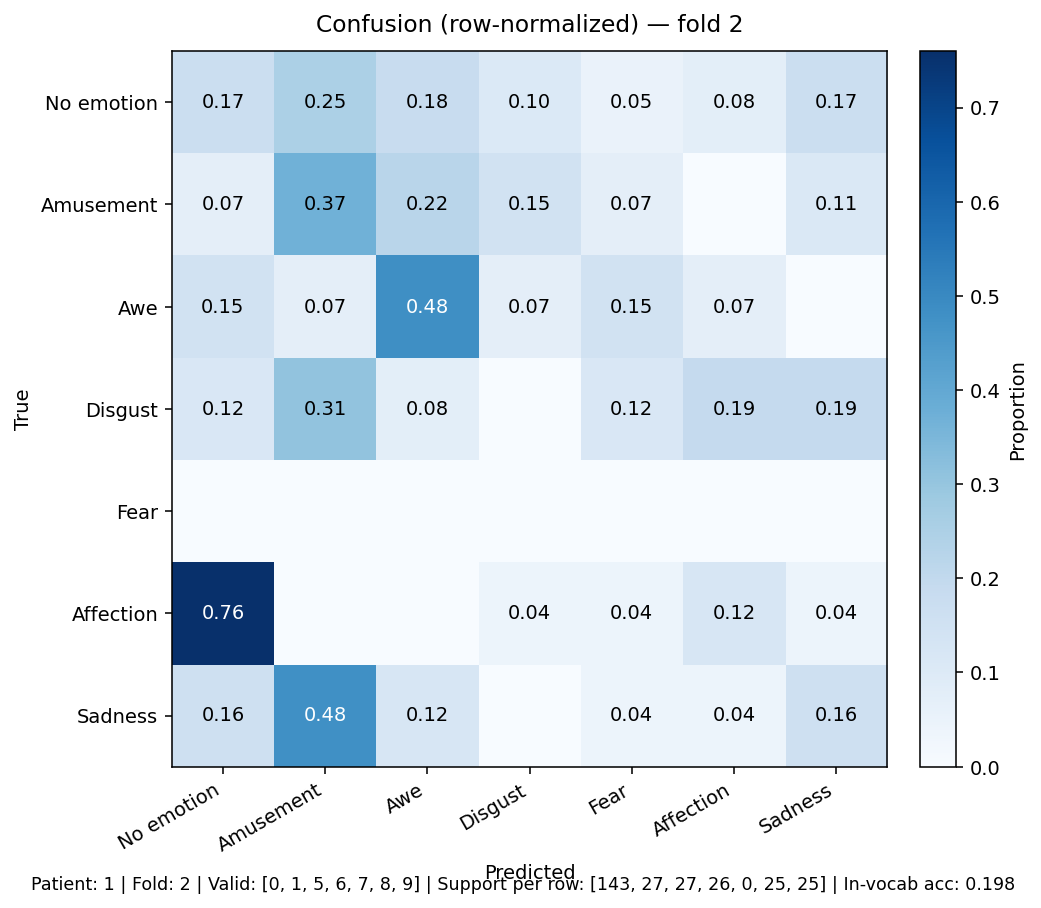 Confusion (row-normalized) — fold 2
No emotion 0.17 0.25 0.18 0.10 0.05 0.08 0.17
Amusement 0.07 0.37 0.22 0.15 0.07 0.11
Awe 0.15 0.07 0.48 0.07 0.15 0.07
Disgust 0.12 0.31 0.08 0.12 0.19 0.19
Fear
Affection 0.76 0.04 0.04 0.12 0.04
Sadness 0.16 0.48 0.12 0.04 0.04 0.16
True
No emotion Amusement Awe Disgust Fear Affection Sadness
Predicted
0.7
0.6
0.5
0.4
0.3
0.2
0.1
0.0
Proportion
Patient: 1 | Fold: 2 | Valid: [0, 1, 5, 6, 7, 8, 9] | Support per row: [143, 27, 27, 26, 0, 25, 25] | In-vocab acc: 0.198